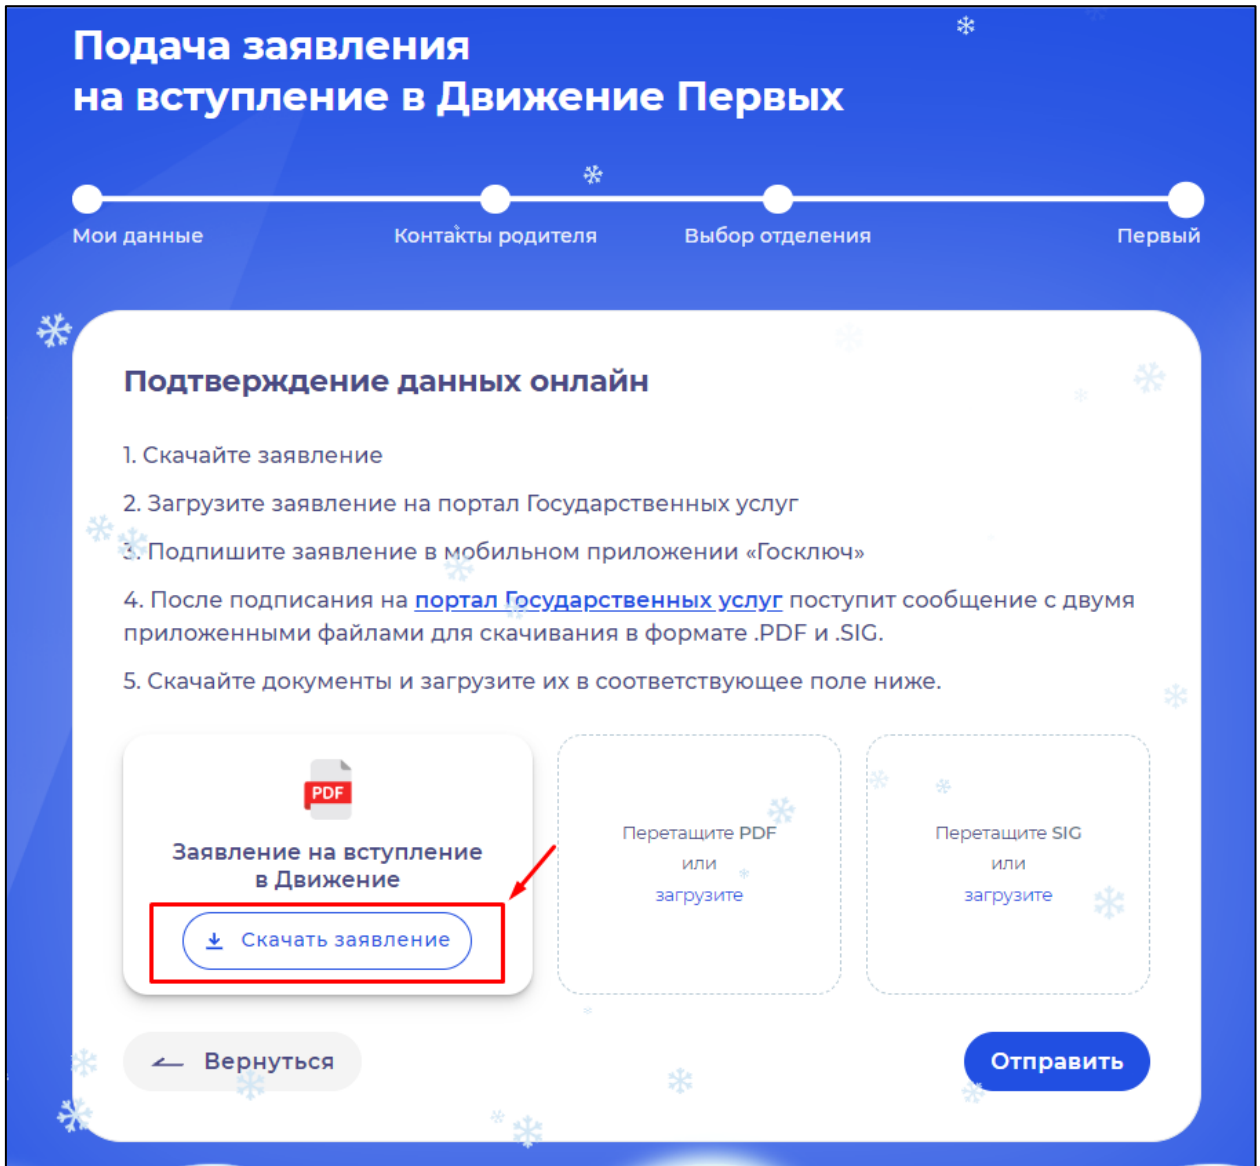 Подача заявления
на вступление в Движение Первых
Мои данные
Контакты родителя
Выбор отделения
Первый
Подтверждение данных онлайн
1. Скачайте заявление
2. Загрузите заявление на портал Государственных услуг
3. Подпишите заявление в мобильном приложении «Госключ»
4. После подписания на портал Государственных услуг поступит сообщение с двумя
приложенными файлами для скачивания в формате .PDF и .SIG.
5. Скачайте документы и загрузите их в соответствующее поле ниже.
PDF
Заявление на вступление
в Движение
Скачать заявление
Перетащите PDF
или
загрузите
Перетащите SIG
или
загрузите
Вернуться
Отправить